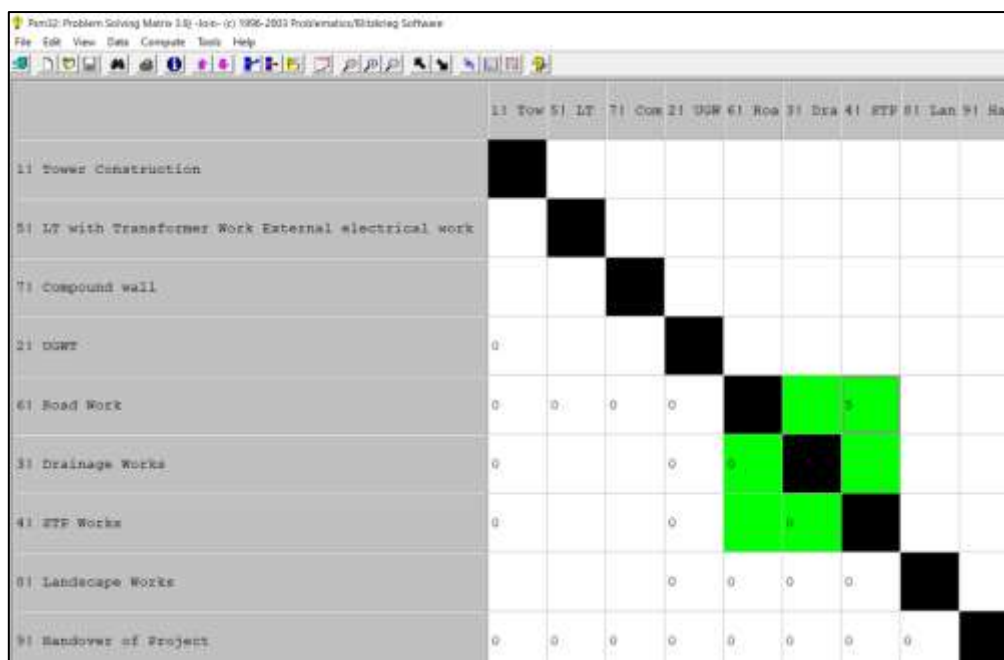 Psm32: Problem Solving Matrix 3.8j -Join- (c) 1996-2003 Problematics/Blitzkrieg Software
File Edit View Data Compute Tools Help
1! Tow 5! LT 7! Com 2! UGW 6! Roa 3! Dra 4! STP 8! Lan 9! Ha
1! Tower Construction
5! LT with Transformer Work External electrical work
7! Compound wall
2! UGWT 0
6! Road Work 0 0 0 0 5
3! Drainage Works 0 0 0
4! STP Works 0 0 0
8! Landscape Works 0 0 0 0
9! Handover of Project 0 0 0 0 0 0 0 0